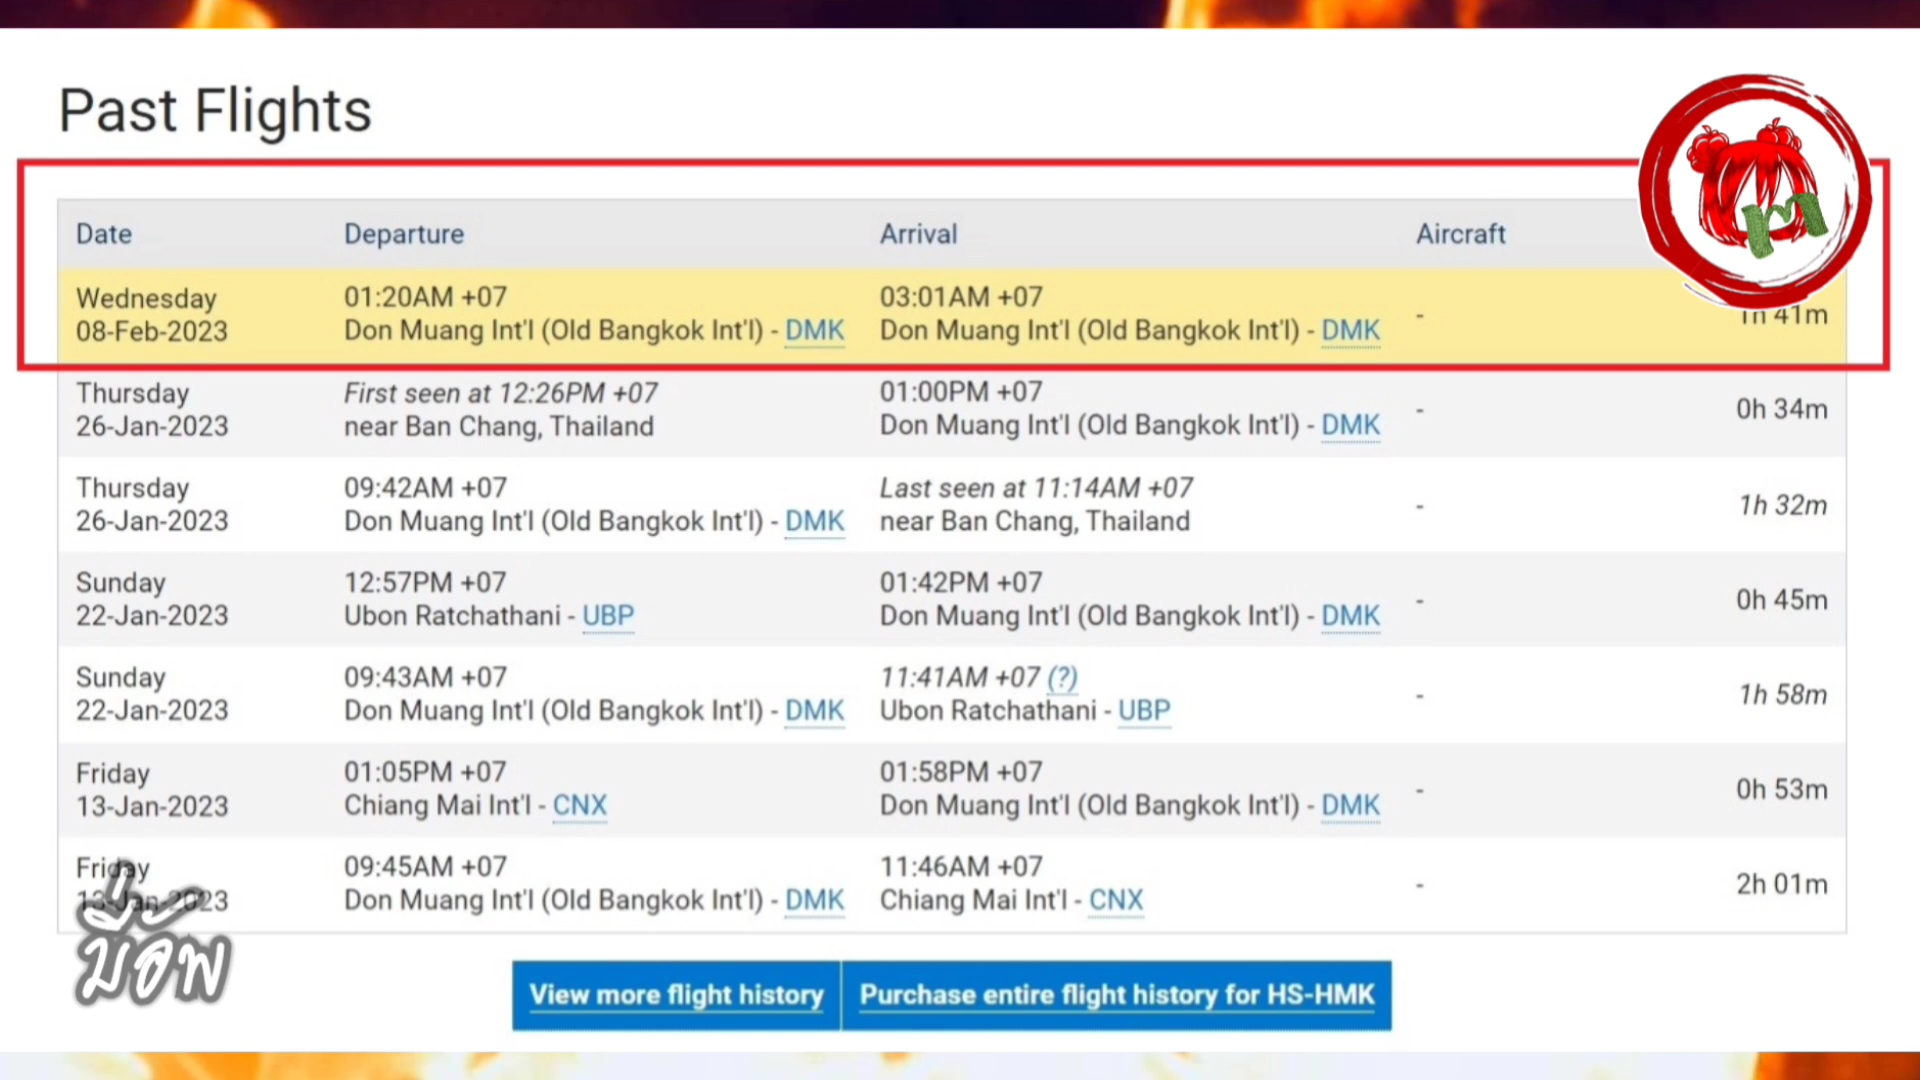 Past Flights
Date Departure Arrival Aircraft
Wednesday 01:20AM +07 03:01AM +07
08-Feb-2023 Don Muang Int'l (Old Bangkok Int'l) - DMK Don Muang Int'l (Old Bangkok Int'l) - DMK - 1h 41m
Thursday First seen at 12:26PM +07 01:00PM +07
26-Jan-2023 near Ban Chang, Thailand Don Muang Int'l (Old Bangkok Int'l) - DMK - 0h 34m
Thursday 09:42AM +07 Last seen at 11:14AM +07
26-Jan-2023 Don Muang Int'l (Old Bangkok Int'l) - DMK near Ban Chang, Thailand - 1h 32m
Sunday 12:57PM +07 01:42PM +07
22-Jan-2023 Ubon Ratchathani - UBP Don Muang Int'l (Old Bangkok Int'l) - DMK - 0h 45m
Sunday 09:43AM +07 11:41AM +07 (?)
22-Jan-2023 Don Muang Int'l (Old Bangkok Int'l) - DMK Ubon Ratchathani - UBP - 1h 58m
Friday 01:05PM +07 01:58PM +07
13-Jan-2023 Chiang Mai Int'l - CNX Don Muang Int'l (Old Bangkok Int'l) - DMK - 0h 53m
Friday 09:45AM +07 11:46AM +07
13-Jan-2023 Don Muang Int'l (Old Bangkok Int'l) - DMK Chiang Mai Int'l - CNX - 2h 01m
View more flight history Purchase entire flight history for HS-HMK